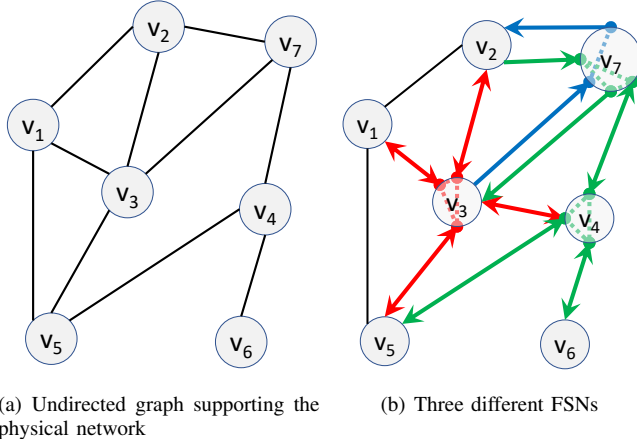 v2
v7
v1
v3
v4
v5
v6
v2
v7
v1
v3
v4
v5
v6
(a) Undirected graph supporting the
physical network
(b) Three different FSNs